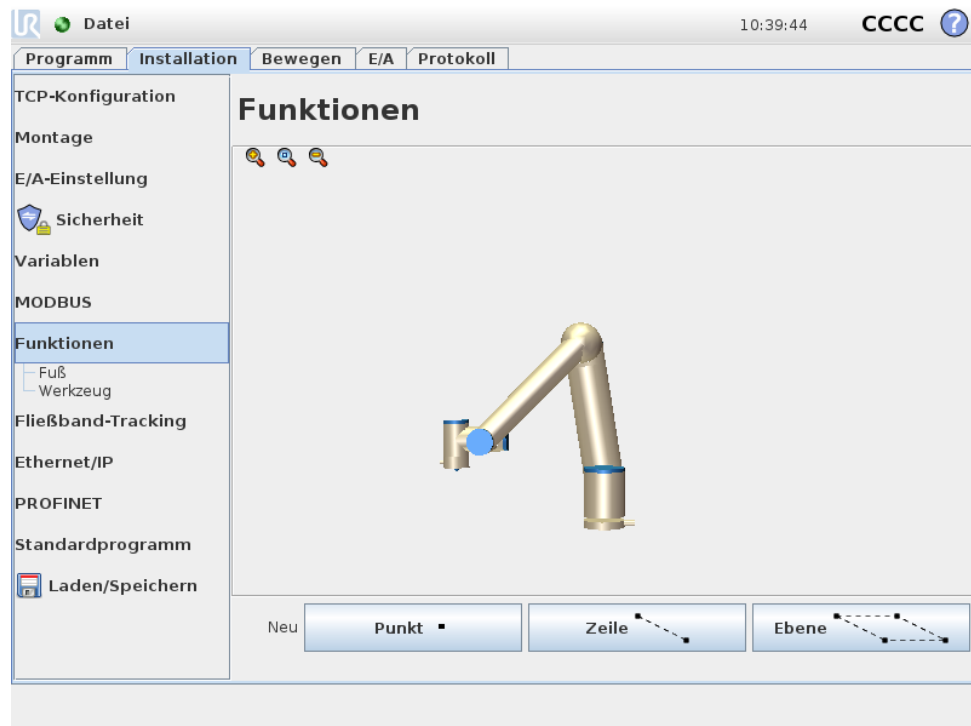 UR Datei 10:39:44 CCCC ?
Programm Installation Bewegen E/A Protokoll
TCP-Konfiguration
Funktionen
Montage
E/A-Einstellung
Sicherheit
Variablen
MODBUS
Funktionen
Fuß
Werkzeug
Fließband-Tracking
Ethernet/IP
PROFINET
Standardprogramm
Laden/Speichern
Neu Punkt Zeile Ebene